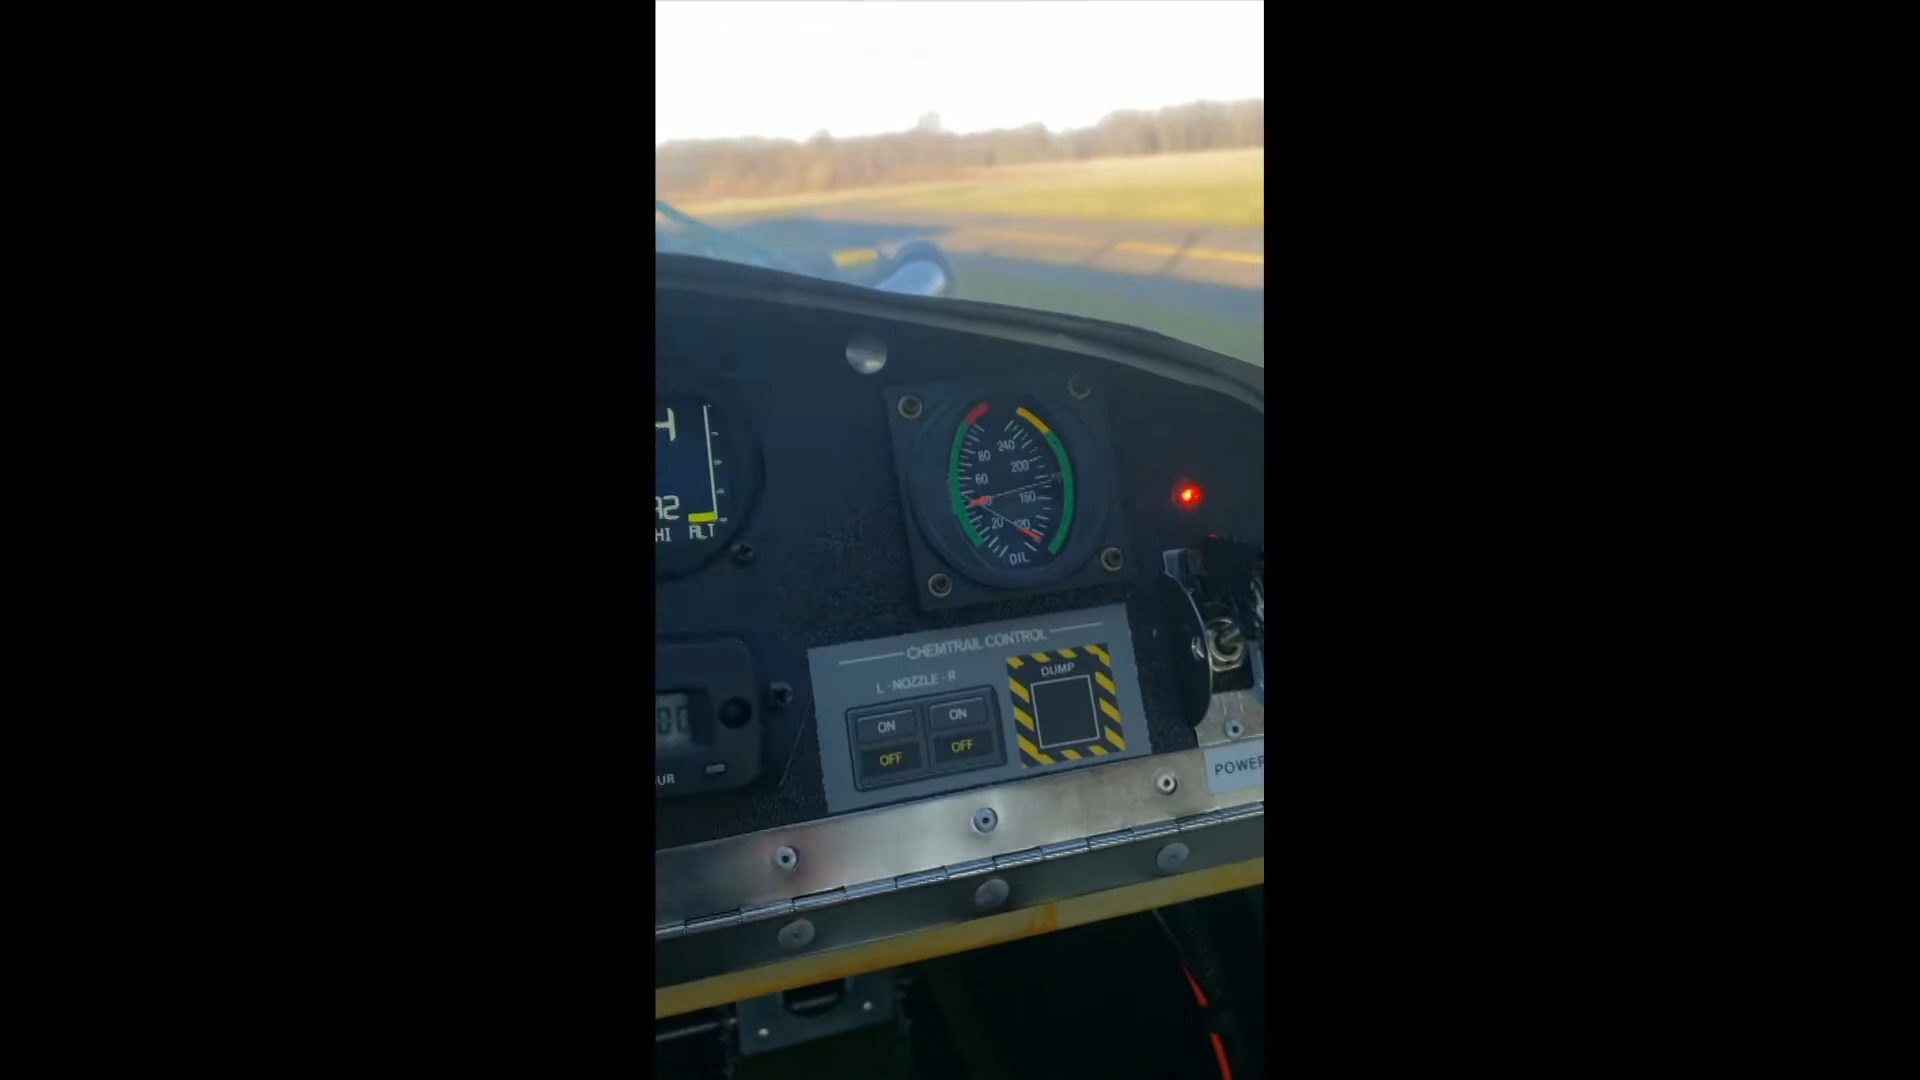 ALT
80
240
60
200
160
20
120
OIL
CHEMTRAIL CONTROL
L - NOZZLE - R
DUMP
ON
ON
OFF
OFF
POWER